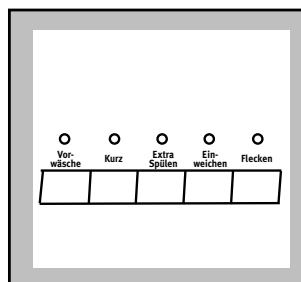 Vor-
wäsche
Kurz
Extra
Spülen
Ein-
weichen
Flecken